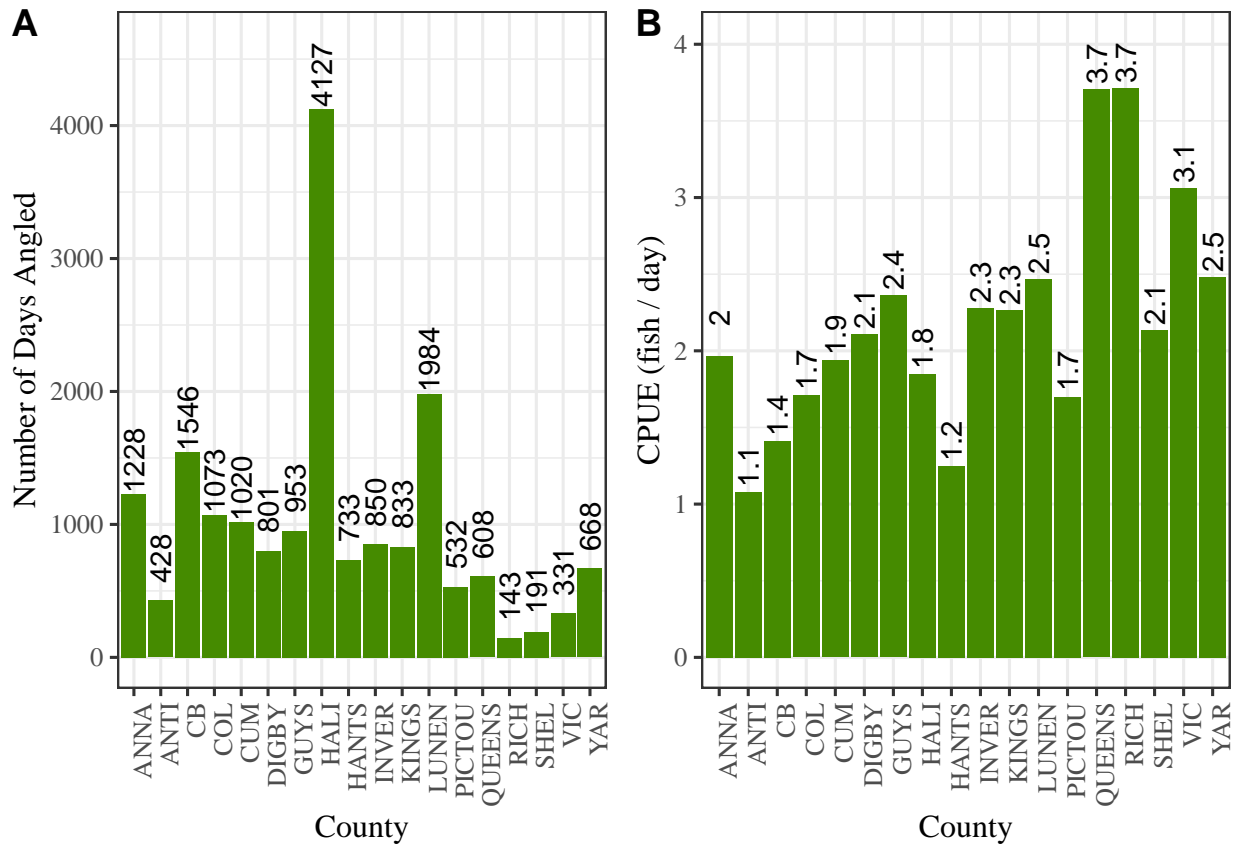 A
Number of Days Angled
4000
3000
2000
1000
0
1228
428
1546
1073
1020
801
953
4127
733
850
833
1984
532
608
143
191
331
668
ANNA
ANTI
CB
COL
CUM
DIGBY
GUYS
HALI
HANTS
INVER
KINGS
LUNEN
PICTOU
QUEENS
RICH
SHEL
VIC
YAR
County
B
CPUE (fish / day)
4
3
2
1
0
2
1.1
1.4
1.7
1.9
2.1
2.4
1.8
1.2
2.3
2.3
2.5
1.7
3.7
3.7
2.1
3.1
2.5
ANNA
ANTI
CB
COL
CUM
DIGBY
GUYS
HALI
HANTS
INVER
KINGS
LUNEN
PICTOU
QUEENS
RICH
SHEL
VIC
YAR
County